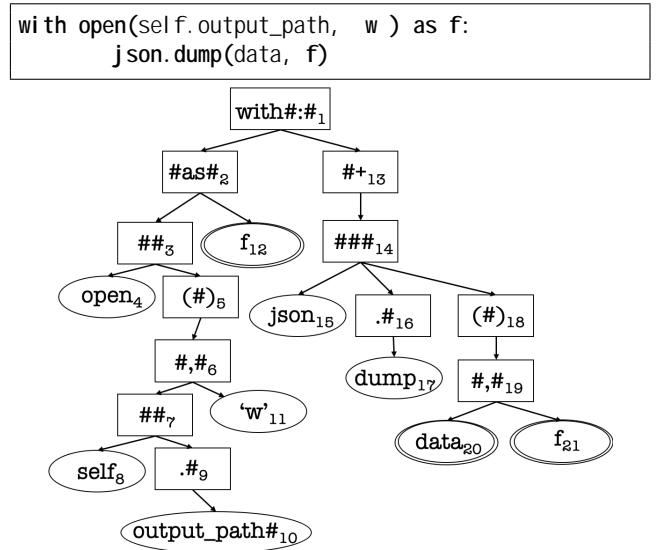 with open(self.output_path, w ) as f:
json.dump(data, f)
with#:#₁
#as#₂ #+₁₃
##₃ f₁₂ ###₁₄
open₄ (#)₅ json₁₅ .#₁₆ (#)₁₈
#,#₆ dump₁₇ #,#₁₉
##₇ ‘w’₁₁
data₂₀ f₂₁
self₈ .#₉
output_path#₁₀